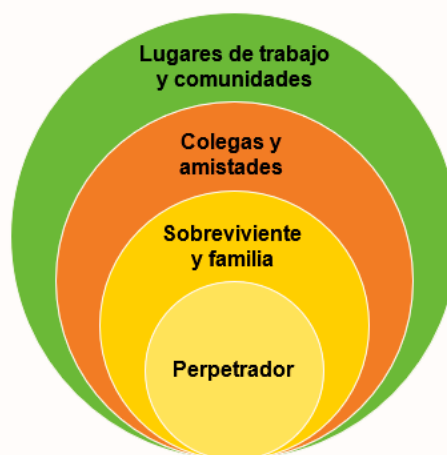 Lugares de trabajo
y comunidades
Colegas y
amistades
Sobreviviente
y familia
Perpetrador